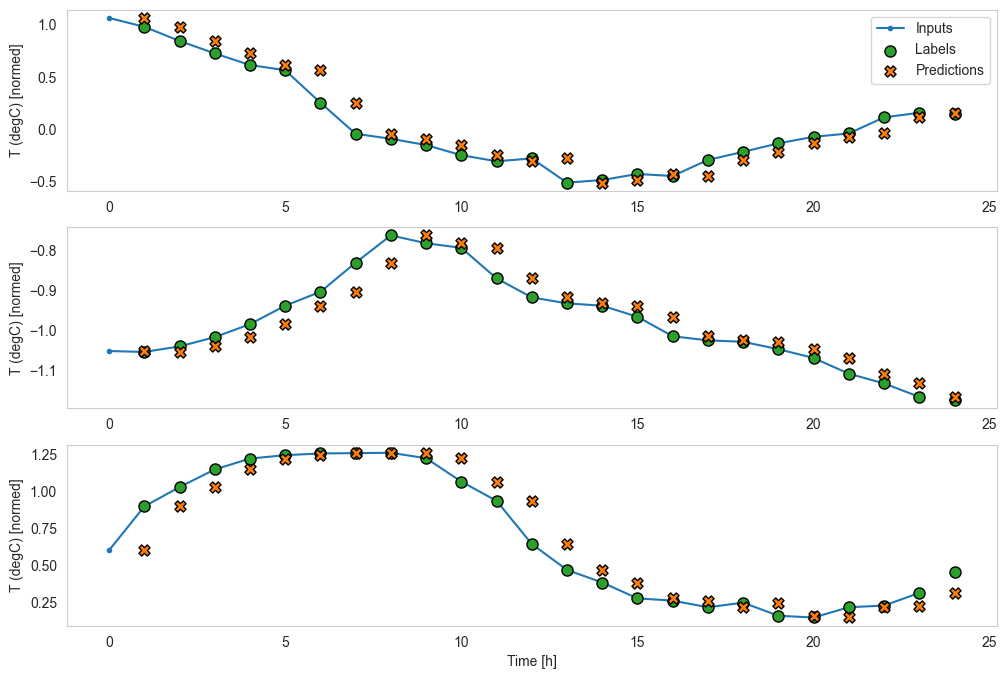 T (degC) [normed]
1.0
0.5
0.0
−0.5
Inputs
Labels
Predictions
0 5 10 15 20 25
T (degC) [normed]
−0.8
−0.9
−1.0
−1.1
0 5 10 15 20 25
T (degC) [normed]
1.25
1.00
0.75
0.50
0.25
0 5 10 15 20 25
Time [h]